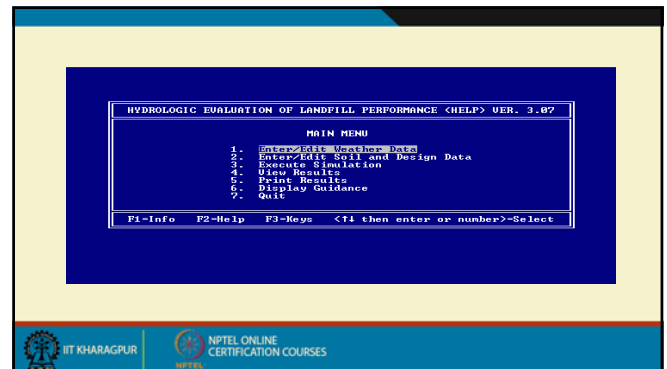 HYDROLOGIC EVALUATION OF LANDFILL PERFORMANCE <HELP> VER. 3.07
MAIN MENU
1. Enter/Edit Weather Data
2. Enter/Edit Soil and Design Data
3. Execute Simulation
4. View Results
5. Print Results
6. Display Guidance
7. Quit
F1-Info F2-Help F3-Keys <↑↓ then enter or number>-Select
IIT KHARAGPUR
NPTEL ONLINE
CERTIFICATION COURSES
NPTEL